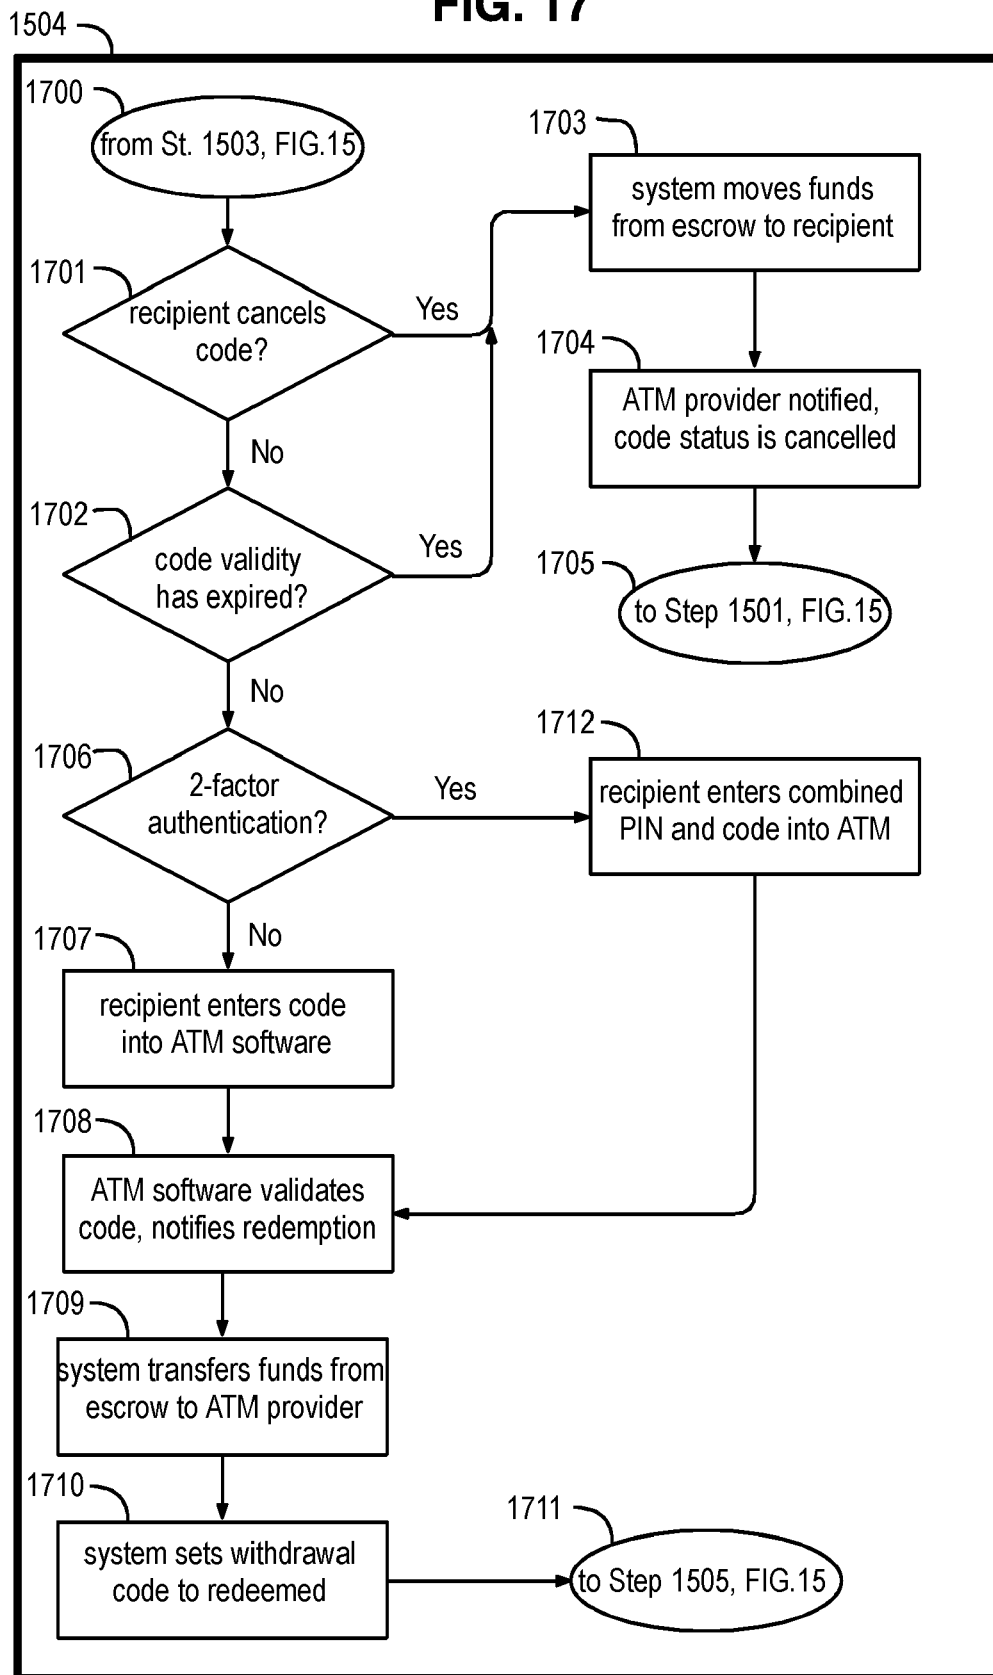 FIG. 17
1504
1700
from St. 1503, FIG.15
1701
recipient cancels
code?
Yes
No
1702
code validity
has expired?
Yes
No
1703
system moves funds
from escrow to recipient
1704
ATM provider notified,
code status is cancelled
1705
to Step 1501, FIG.15
1706
2-factor
authentication?
Yes
No
1712
recipient enters combined
PIN and code into ATM
1707
recipient enters code
into ATM software
1708
ATM software validates
code, notifies redemption
1709
system transfers funds from
escrow to ATM provider
1710
system sets withdrawal
code to redeemed
1711
to Step 1505, FIG.15